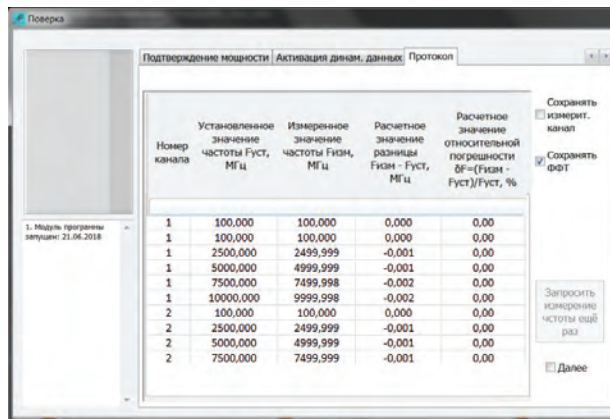 Поверка
Подтверждение мощности Активация динам. данных Протокол
Номер канала
Установленное значение частоты Fуст, МГц
Измеренное значение частоты Fизм, МГц
Расчетное значение разницы Fизм - Fуст, МГц
Расчетное значение относительной погрешности δF=(Fизм - Fуст)/Fуст, %
1 100,000 100,000 0,000 0,00
1 100,000 100,000 0,000 0,00
1 2500,000 2499,999 -0,001 0,00
1 5000,000 4999,999 -0,001 0,00
1 7500,000 7499,998 -0,002 0,00
1 10000,000 9999,998 -0,002 0,00
2 100,000 100,000 0,000 0,00
2 2500,000 2499,999 -0,001 0,00
2 5000,000 4999,999 -0,001 0,00
2 7500,000 7499,999 -0,001 0,00
1. Модуль программы
запущен: 21.06.2018
Сохранять
измерит.
канал
Сохранять
ФФТ
Запросить
измерение
чстоты ещё
раз
Далее